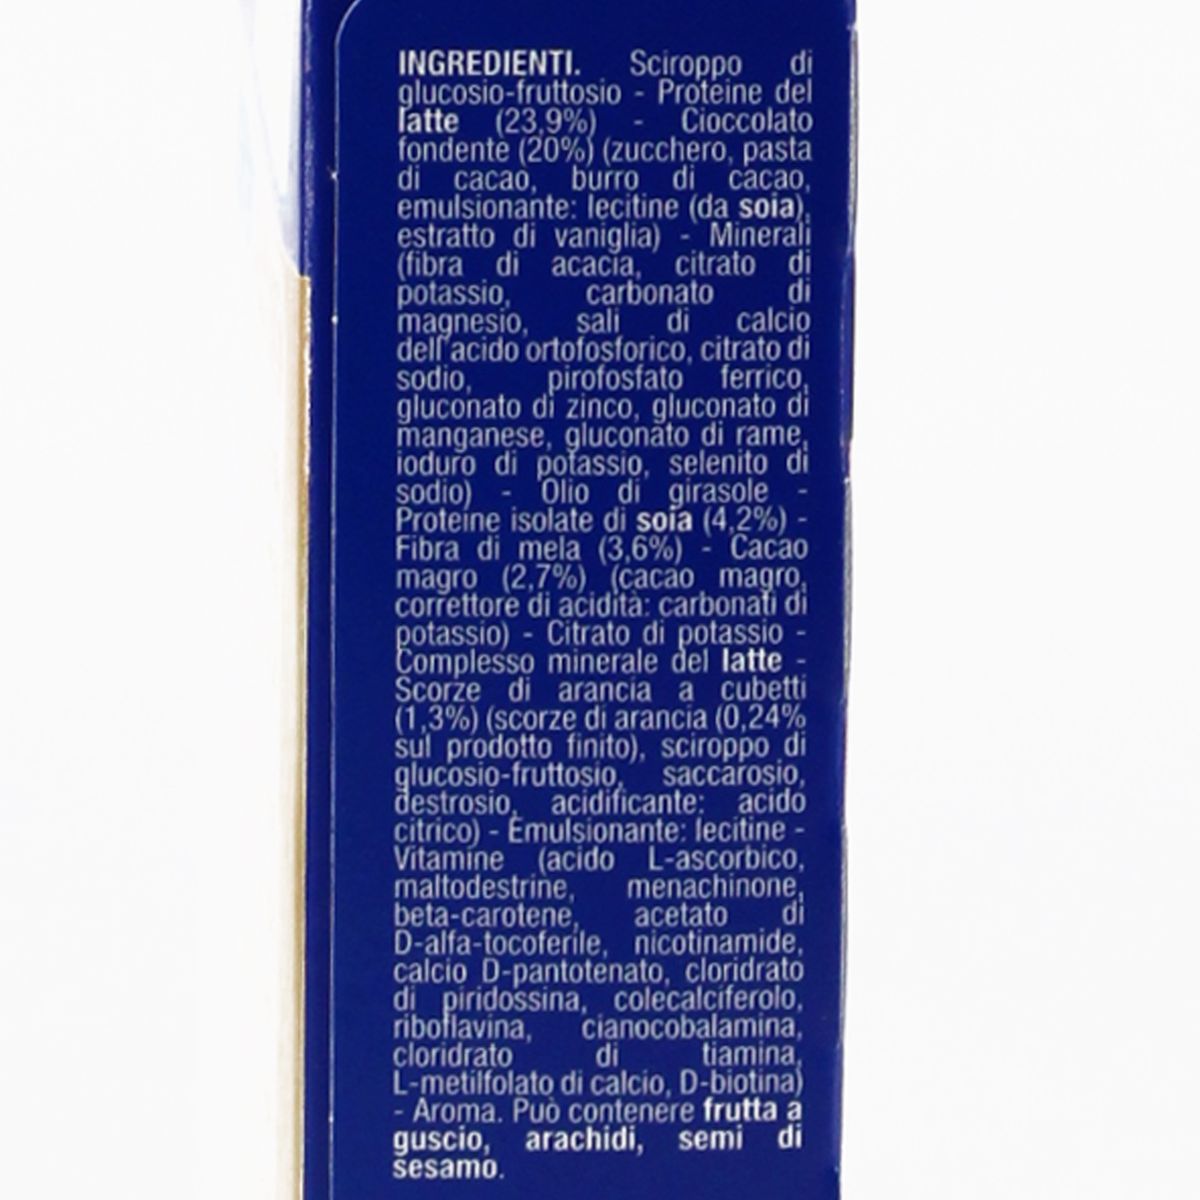 INGREDIENTI. Sciroppo di
glucosio-fruttosio - Proteine del
latte (23,9%) - Cioccolato
fondente (20%) (zucchero, pasta
di cacao, burro di cacao,
emulsionante: lecitine (da soia),
estratto di vaniglia) - Minerali
(fibra di acacia, citrato di
potassio, carbonato di
magnesio, sali di calcio
dell'acido ortofosforico, citrato di
sodio, pirofosfato ferrico,
gluconato di zinco, gluconato di
manganese, gluconato di rame,
ioduro di potassio, selenito di
sodio) - Olio di girasole -
Proteine isolate di soia (4,2%) -
Fibra di mela (3,6%) - Cacao
magro (2,7%) (cacao magro,
correttore di acidità: carbonati di
potassio) - Citrato di potassio -
Complesso minerale del latte -
Scorze di arancia a cubetti
(1,3%) (scorze di arancia (0,24%
sul prodotto finito), sciroppo di
glucosio-fruttosio, saccarosio,
destrosio, acidificante: acido
citrico) - Emulsionante: lecitine -
Vitamine (acido L-ascorbico,
maltodestrine, menachinone,
beta-carotene, acetato di
D-alfa-tocoferile, nicotinamide,
calcio D-pantotenato, cloridrato
di piridossina, colecalciferolo,
riboflavina, cianocobalamina,
cloridrato di tiamina,
L-metilfolato di calcio, D-biotina)
- Aroma. Può contenere frutta a
guscio, arachidi, semi di
sesamo.